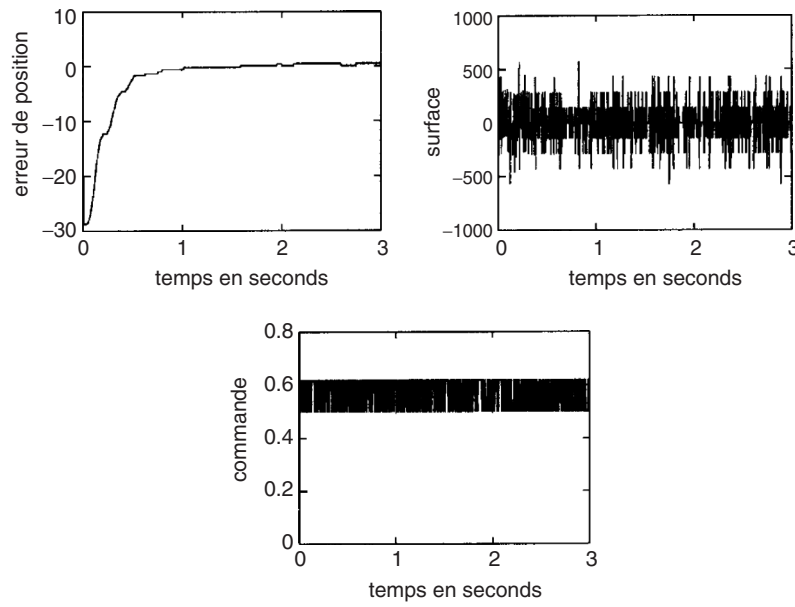 erreur de position
10
0
−10
−20
−30
0 1 2 3
temps en seconds
surface
1000
500
0
−500
−1000
0 1 2 3
temps en seconds
commande
0.8
0.6
0.4
0.2
0
0 1 2 3
temps en seconds